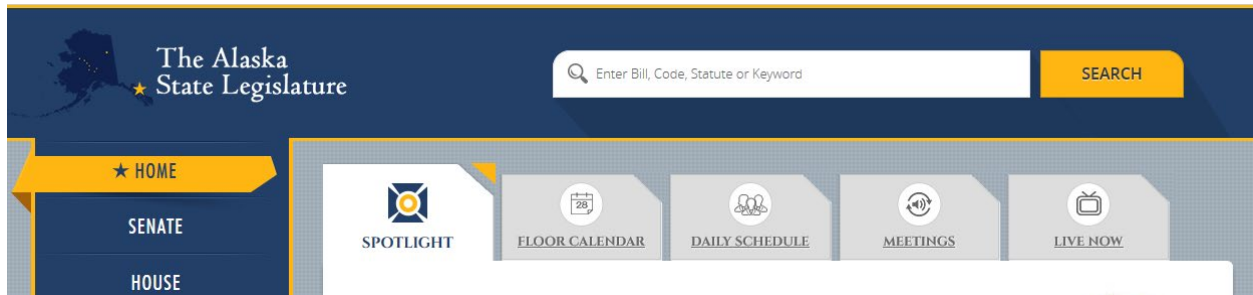 The Alaska
State Legislature
Enter Bill, Code, Statute or Keyword
SEARCH
★ HOME
SENATE
HOUSE
SPOTLIGHT
28
FLOOR CALENDAR
DAILY SCHEDULE
MEETINGS
LIVE NOW